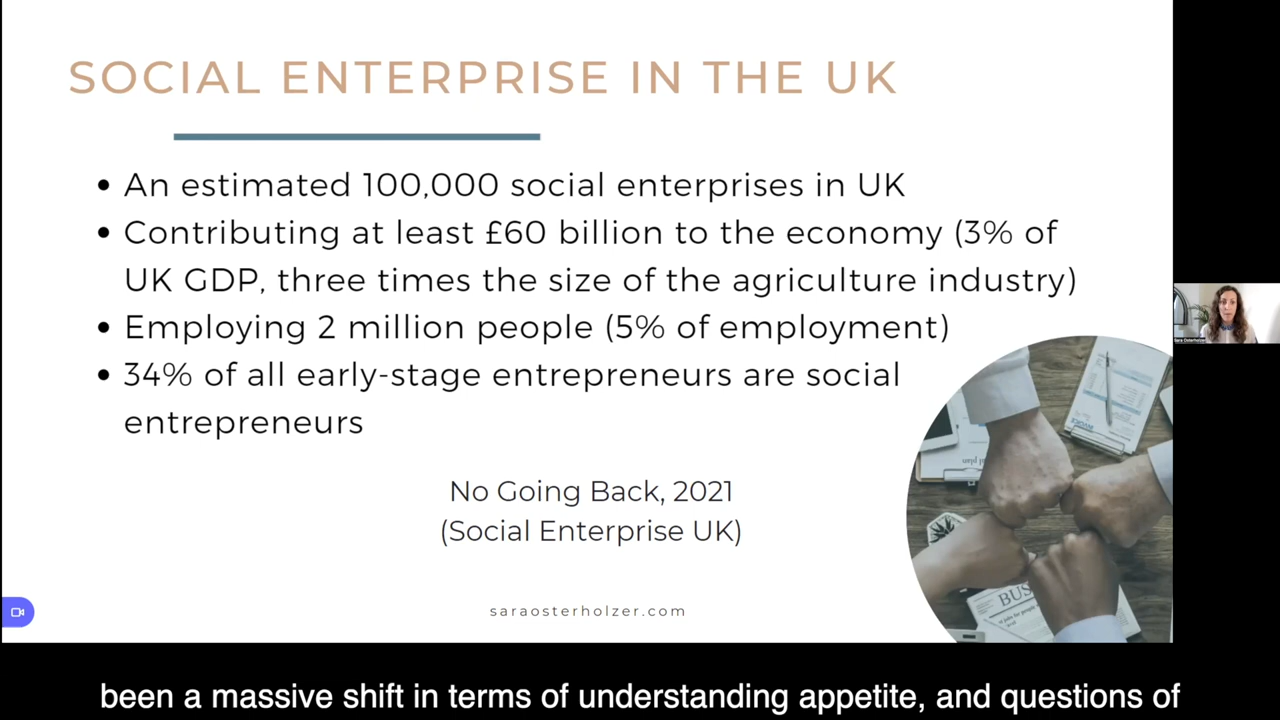 SOCIAL ENTERPRISE IN THE UK
• An estimated 100,000 social enterprises in UK
• Contributing at least £60 billion to the economy (3% of
UK GDP, three times the size of the agriculture industry)
• Employing 2 million people (5% of employment)
• 34% of all early-stage entrepreneurs are social
entrepreneurs
No Going Back, 2021
(Social Enterprise UK)
saraosterholzer.com
Sara Osterholzer
BUS
been a massive shift in terms of understanding appetite, and questions of